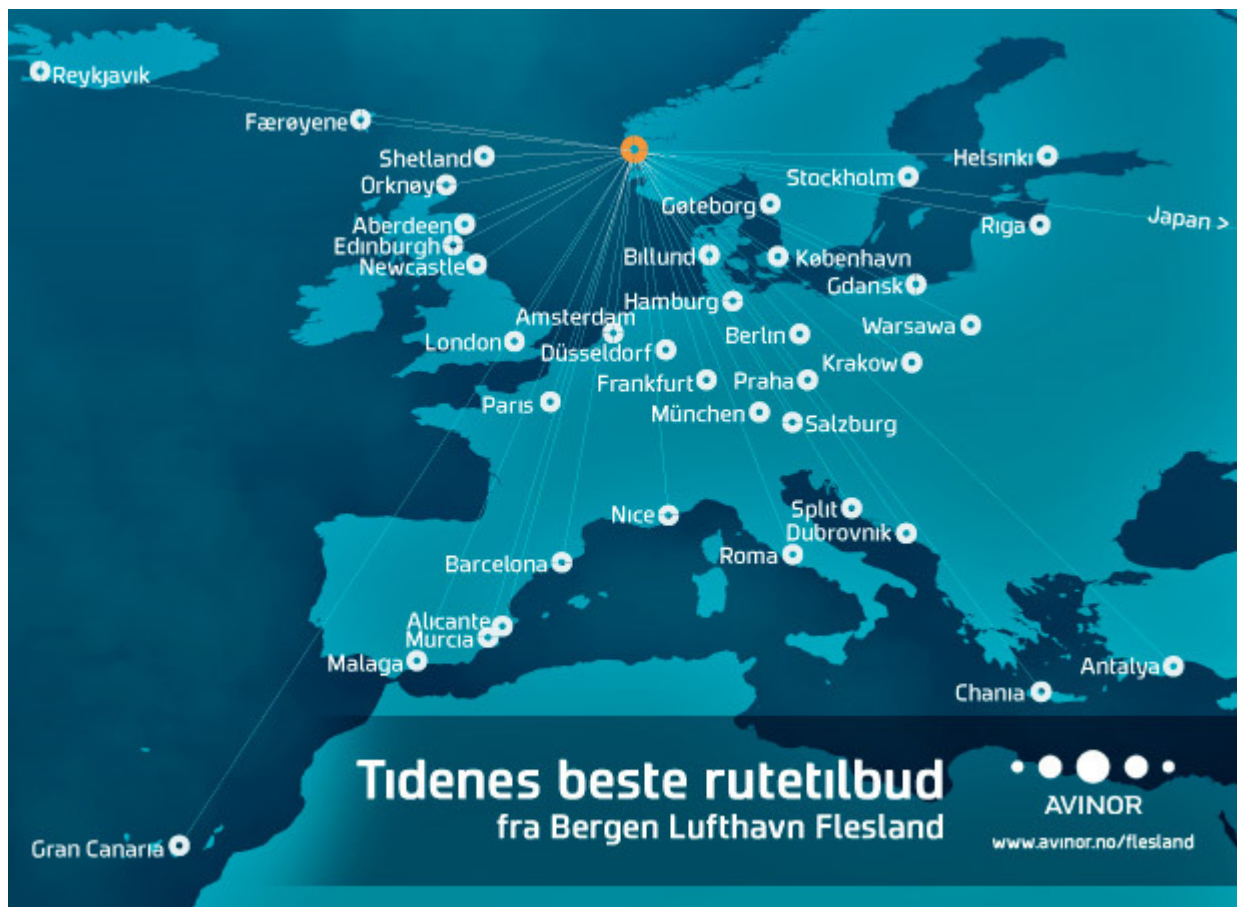 Reykjavik
Færøyene
Shetland
Helsinki
Orknøy
Stockholm
Gøteborg
Japan >
Aberdeen
Riga
Edinburgh
Newcastle
Billund
København
Gdansk
Hamburg
Amsterdam
Warsawa
London
Düsseldorf
Berlin
Krakow
Frankfurt
Praha
Paris
München
Salzburg
Nice
Split
Dubrovnik
Roma
Barcelona
Alicante
Murcia
Malaga
Antalya
Chania
Tidenes beste rutetilbud
fra Bergen Lufthavn Flesland
AVINOR
www.avinor.no/flesland
Gran Canaria